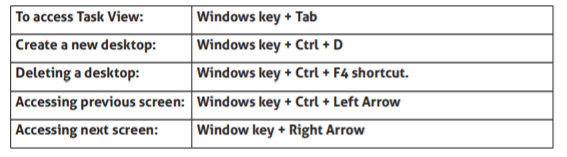 To access Task View: Windows key + Tab
Create a new desktop: Windows key + Ctrl + D
Deleting a desktop: Windows key + Ctrl + F4 shortcut.
Accessing previous screen: Windows key + Ctrl + Left Arrow
Accessing next screen: Window key + Right Arrow